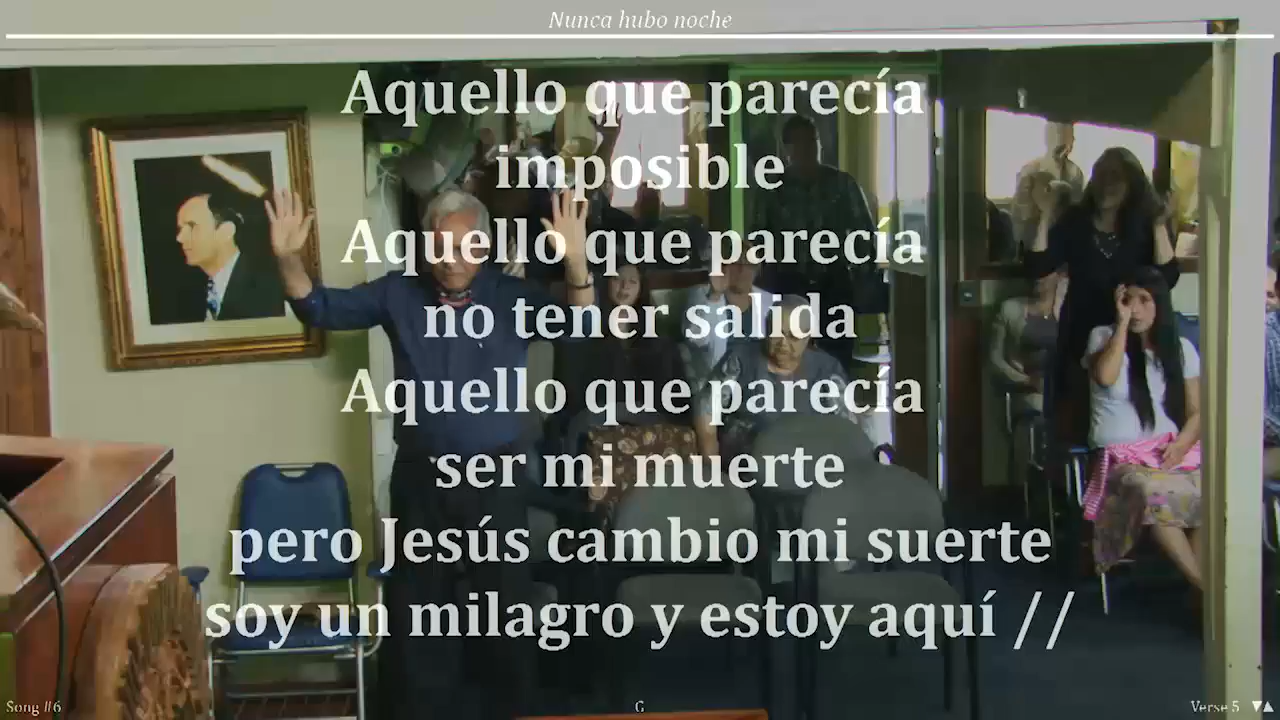 Nunca hubo noche
Aquello que parecía
imposible
Aquello que parecía
no tener salida
Aquello que parecía
ser mi muerte
pero Jesús cambio mi suerte
soy un milagro y estoy aquí //
Song #6 G Verse 5 ▼▲